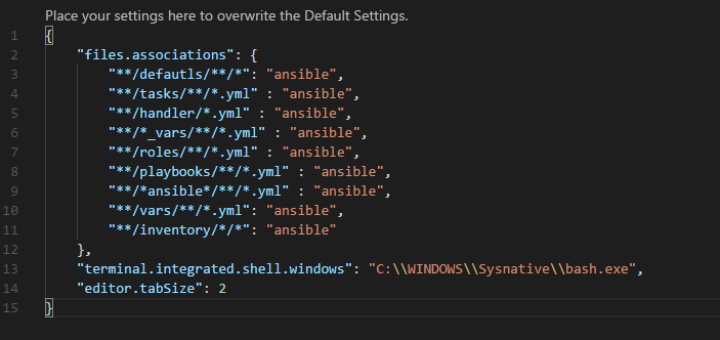 Place your settings here to overwrite the Default Settings.
1 {
2 "files.associations": {
3 "**/defautls/**/*": "ansible",
4 "**/tasks/**/*.yml" : "ansible",
5 "**/handler/*.yml" : "ansible",
6 "**/*_vars/**/*.yml" : "ansible",
7 "**/roles/**/*.yml" : "ansible",
8 "**/playbooks/**/*.yml" : "ansible",
9 "**/*ansible*/**/*.yml" : "ansible",
10 "**/vars/**/*.yml": "ansible",
11 "**/inventory/*/*": "ansible"
12 },
13 "terminal.integrated.shell.windows": "C:\\WINDOWS\\Sysnative\\bash.exe",
14 "editor.tabSize": 2
15 }